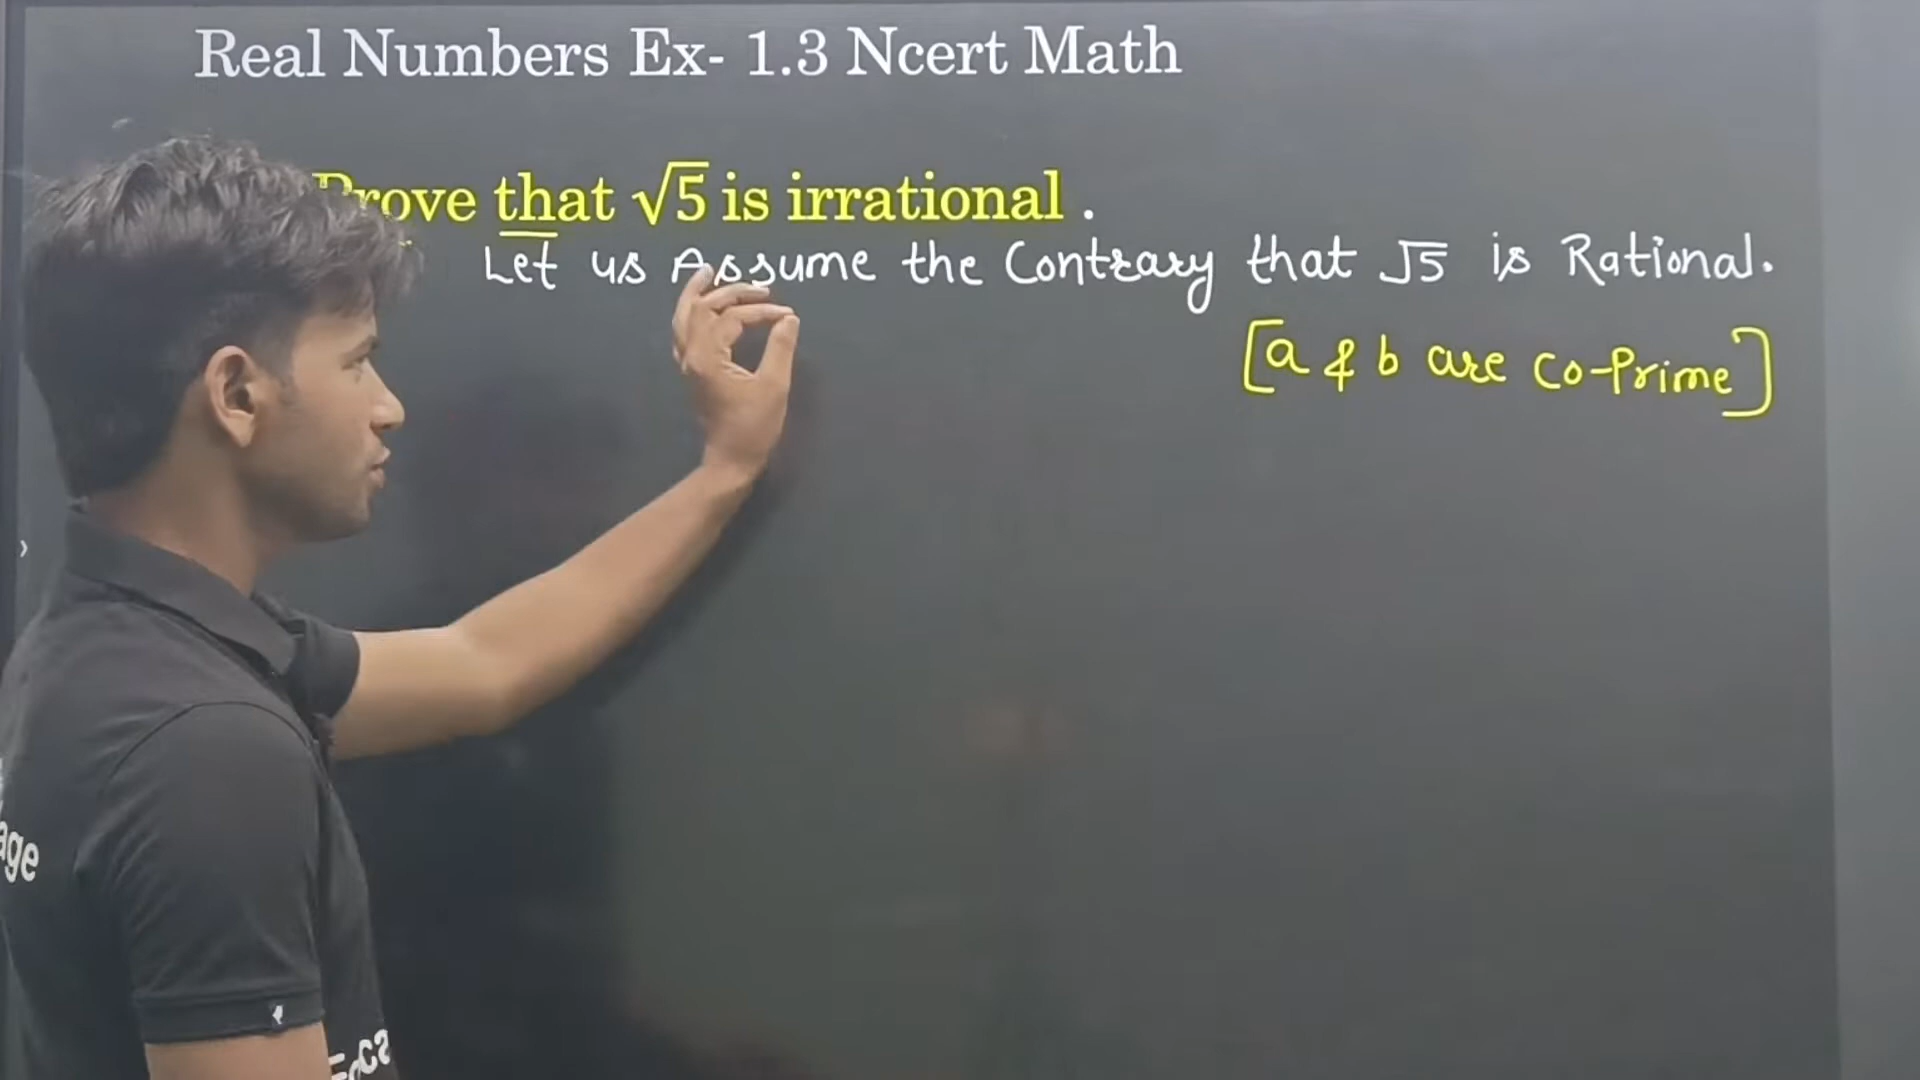 Real Numbers Ex- 1.3 Ncert Math
Prove that √5 is irrational .
Let us Assume the Contrary that √5 is Rational.
[a & b are Co-Prime]